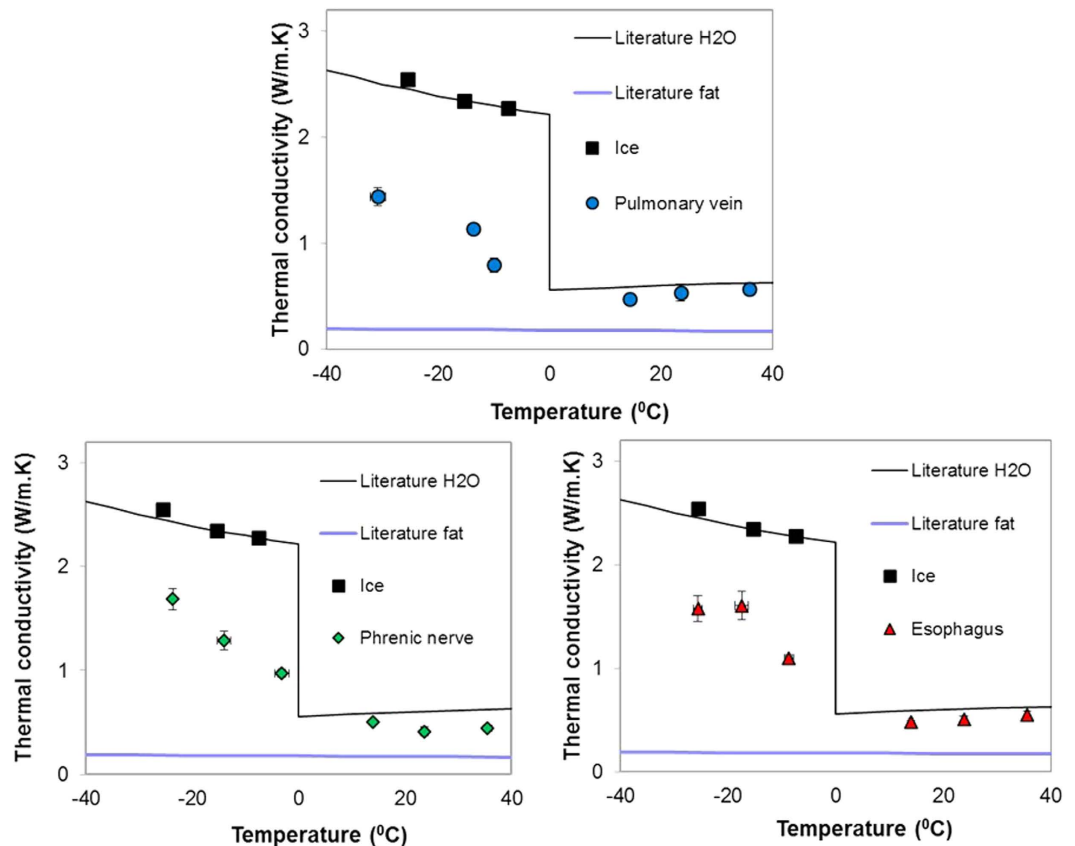 Thermal conductivity (W/m.K)
3
2
1
0
Literature H2O
Literature fat
Ice
Pulmonary vein
-40
-20
0
20
40
Temperature (⁰C)
Thermal conductivity (W/m.K)
3
2
1
0
Literature H2O
Literature fat
Ice
Phrenic nerve
-40
-20
0
20
40
Temperature (⁰C)
Thermal conductivity (W/m.K)
3
2
1
0
Literature H2O
Literature fat
Ice
Esophagus
-40
-20
0
20
40
Temperature (⁰C)